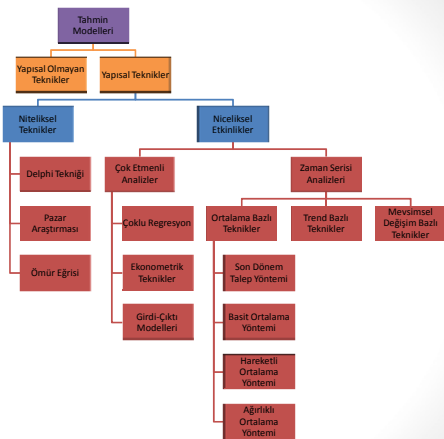 Tahmin
Modelleri
Yapısal Olmayan
Teknikler
Yapısal Teknikler
Niteliksel
Teknikler
Niceliksel
Etkinlikler
Delphi Tekniği
Pazar
Araştırması
Ömür Eğrisi
Çok Etmenli
Analizler
Çoklu Regresyon
Ekonometrik
Teknikler
Girdi-Çıktı
Modelleri
Zaman Serisi
Analizleri
Ortalama Bazlı
Teknikler
Son Dönem
Talep Yöntemi
Basit Ortalama
Yöntemi
Hareketli
Ortalama
Yöntemi
Ağırlıklı
Ortalama
Yöntemi
Trend Bazlı
Teknikler
Mevsimsel
Değişim Bazlı
Teknikler